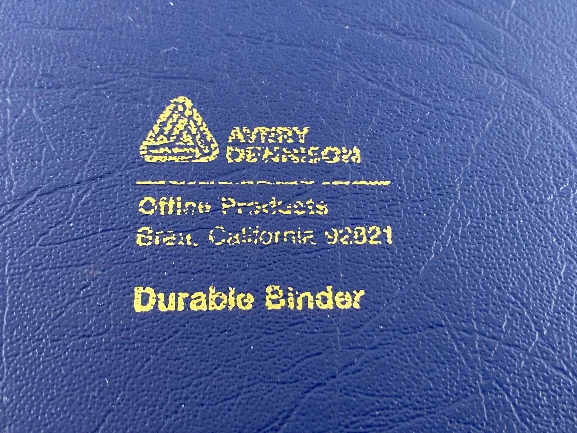 AVERY
DENNISON
Office Products
Brea, California 92821
Durable Binder